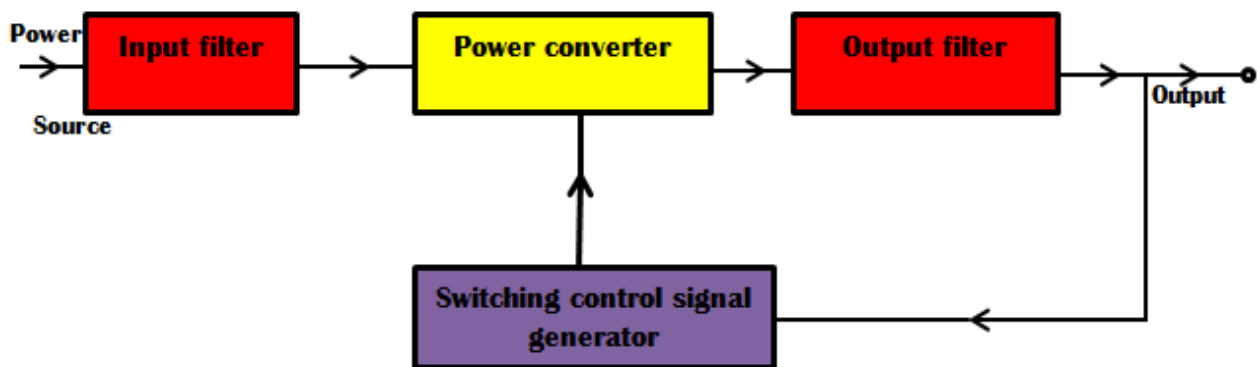 Power
Source
Input filter
Power converter
Output filter
Output
Switching control signal
generator